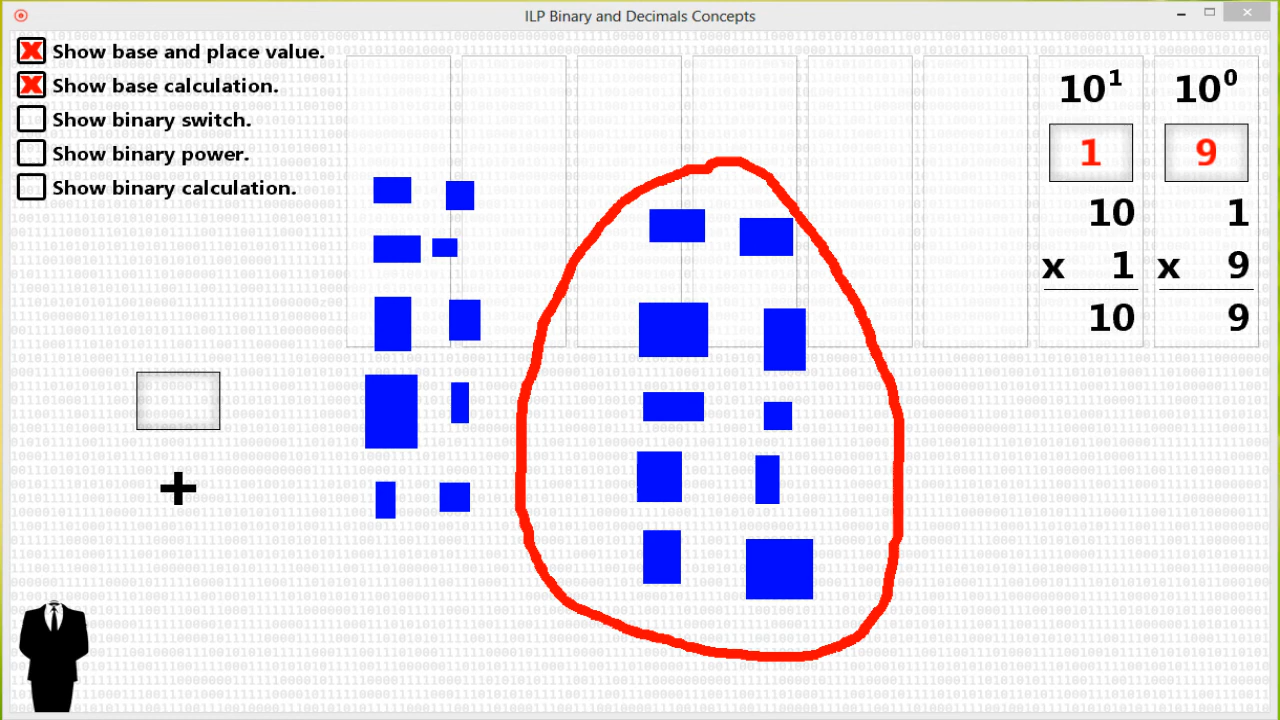 ILP Binary and Decimals Concepts
Show base and place value.
Show base calculation.
Show binary switch.
Show binary power.
Show binary calculation.
+
10¹ 10⁰
1 9
10 1
x 1 x 9
10 9